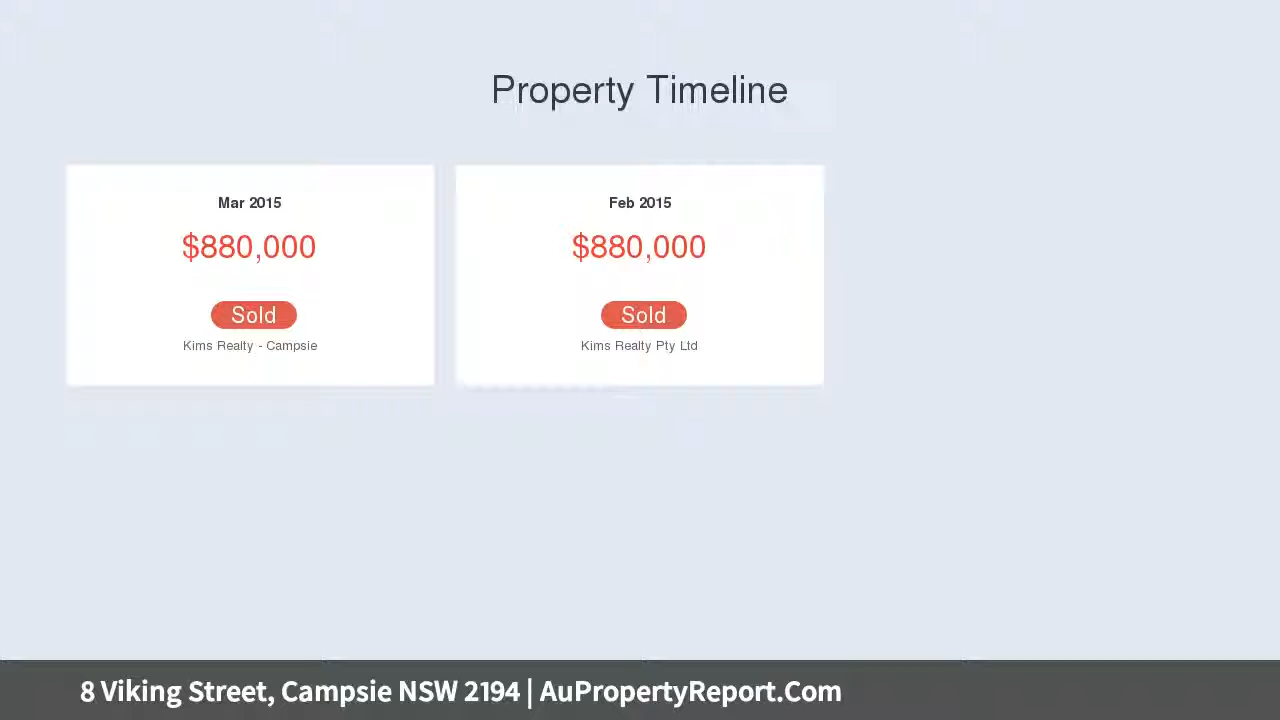 Property Timeline
Mar 2015
$880,000
Sold
Kims Realty - Campsie
Feb 2015
$880,000
Sold
Kims Realty Pty Ltd
8 Viking Street, Campsie NSW 2194 | AuPropertyReport.Com